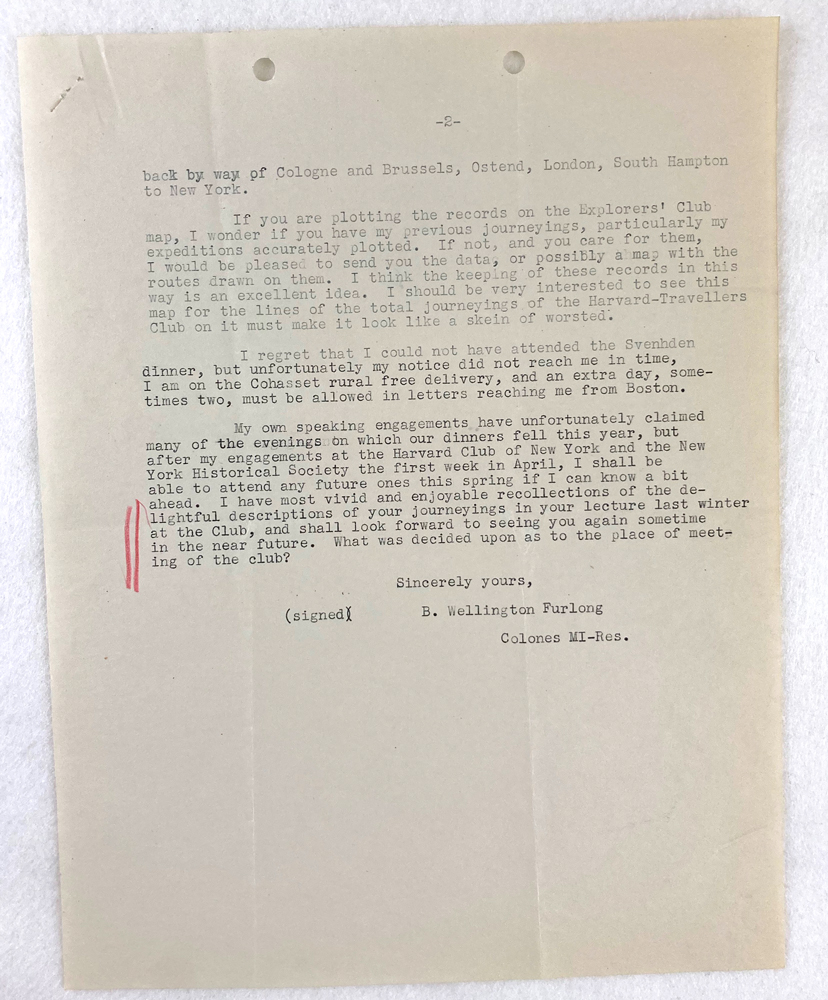 -2-
back by way of Cologne and Brussels, Ostend, London, South Hampton
to New York.
If you are plotting the records on the Explorers' Club
map, I wonder if you have my previous journeyings, particularly my
expeditions accurately plotted. If not, and you care for them,
I would be pleased to send you the data, or possibly a map with the
routes drawn on them. I think the keeping of these records in this
way is an excellent idea. I should be very interested to see this
map for the lines of the total journeyings of the Harvard-Travellers
Club on it must make it look like a skein of worsted.
I regret that I could not have attended the Svenhden
dinner, but unfortunately my notice did not reach me in time,
I am on the Cohasset rural free delivery, and an extra day, some-
times two, must be allowed in letters reaching me from Boston.
My own speaking engagements have unfortunately claimed
many of the evenings on which our dinners fell this year, but
after my engagements at the Harvard Club of New York and the New
York Historical Society the first week in April, I shall be
able to attend any future ones this spring if I can know a bit
ahead. I have most vivid and enjoyable recollections of the de-
lightful descriptions of your journeyings in your lecture last winter
at the Club, and shall look forward to seeing you again sometime
in the near future. What was decided upon as to the place of meet-
ing of the club?
Sincerely yours,
(signed) B. Wellington Furlong
Colones MI-Res.